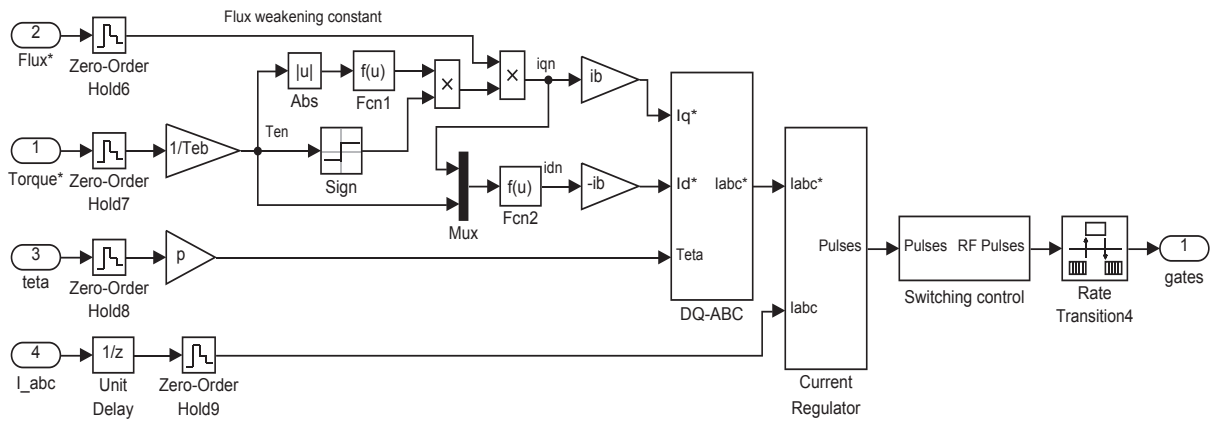 Flux weakening constant
2
Flux*
Zero-Order
Hold6
|u|
Abs
f(u)
Fcn1
×
×
iqn
ib
Ten
1
Torque*
Zero-Order
Hold7
1/Teb
Sign
Mux
f(u)
Fcn2
idn
-ib
Iq*
Id*
Iabc*
Teta
DQ-ABC
3
teta
Zero-Order
Hold8
p
4
I_abc
1/z
Unit
Delay
Zero-Order
Hold9
Iabc*
Pulses
Iabc
Current
Regulator
Pulses RF Pulses
Switching control
Rate
Transition4
1
gates